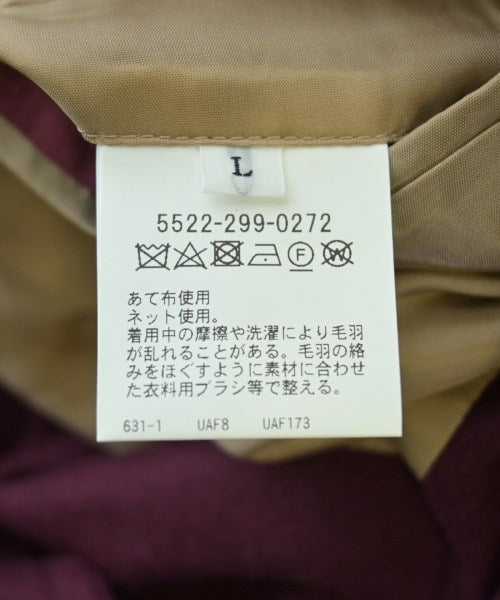 L
5522-299-0272
F W
あて布使用
ネット使用。
着用中の摩擦や洗濯により毛羽
が乱れることがある。毛羽の絡
みをほぐすように素材に合わせ
た衣料用ブラシ等で整える。
631-1 UAF8 UAF173